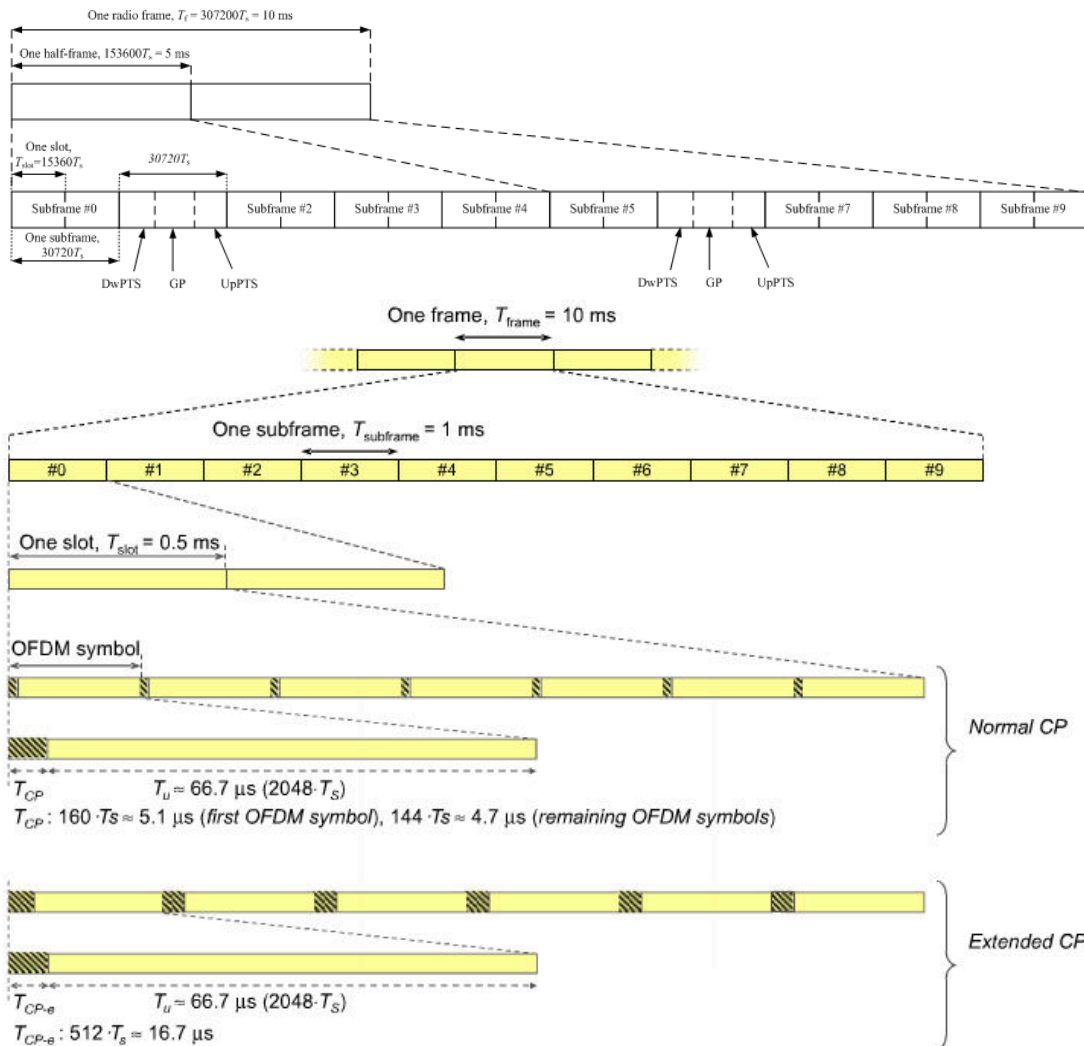 One radio frame, T_f = 307200T_s = 10 ms
One half-frame, 153600T_s = 5 ms
One slot,
T_slot=15360T_s
30720T_s
Subframe #0
Subframe #2
Subframe #3
Subframe #4
Subframe #5
Subframe #7
Subframe #8
Subframe #9
One subframe,
30720T_s
DwPTS
GP
UpPTS
DwPTS
GP
UpPTS
One frame, T_frame = 10 ms
One subframe, T_subframe = 1 ms
#0 #1 #2 #3 #4 #5 #6 #7 #8 #9
One slot, T_slot = 0.5 ms
OFDM symbol
Normal CP
T_CP
T_u ≈ 66.7 µs (2048·T_S)
T_CP : 160 ·Ts ≈ 5.1 µs (first OFDM symbol), 144 ·Ts ≈ 4.7 µs (remaining OFDM symbols)
Extended CP
T_CP-e
T_u ≈ 66.7 µs (2048·T_S)
T_CP-e : 512 ·T_s ≈ 16.7 µs